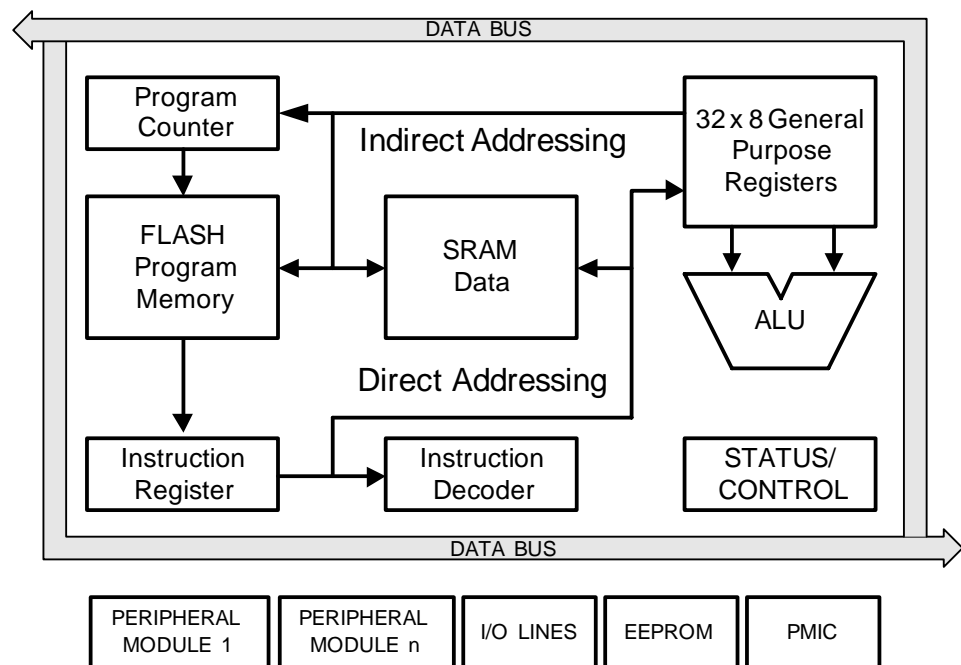 DATA BUS
Program
Counter
32 x 8 General
Purpose
Registers
Indirect Addressing
FLASH
Program
Memory
SRAM
Data
ALU
Direct Addressing
Instruction
Register
Instruction
Decoder
STATUS/
CONTROL
DATA BUS
PERIPHERAL
MODULE 1
PERIPHERAL
MODULE n
I/O LINES
EEPROM
PMIC